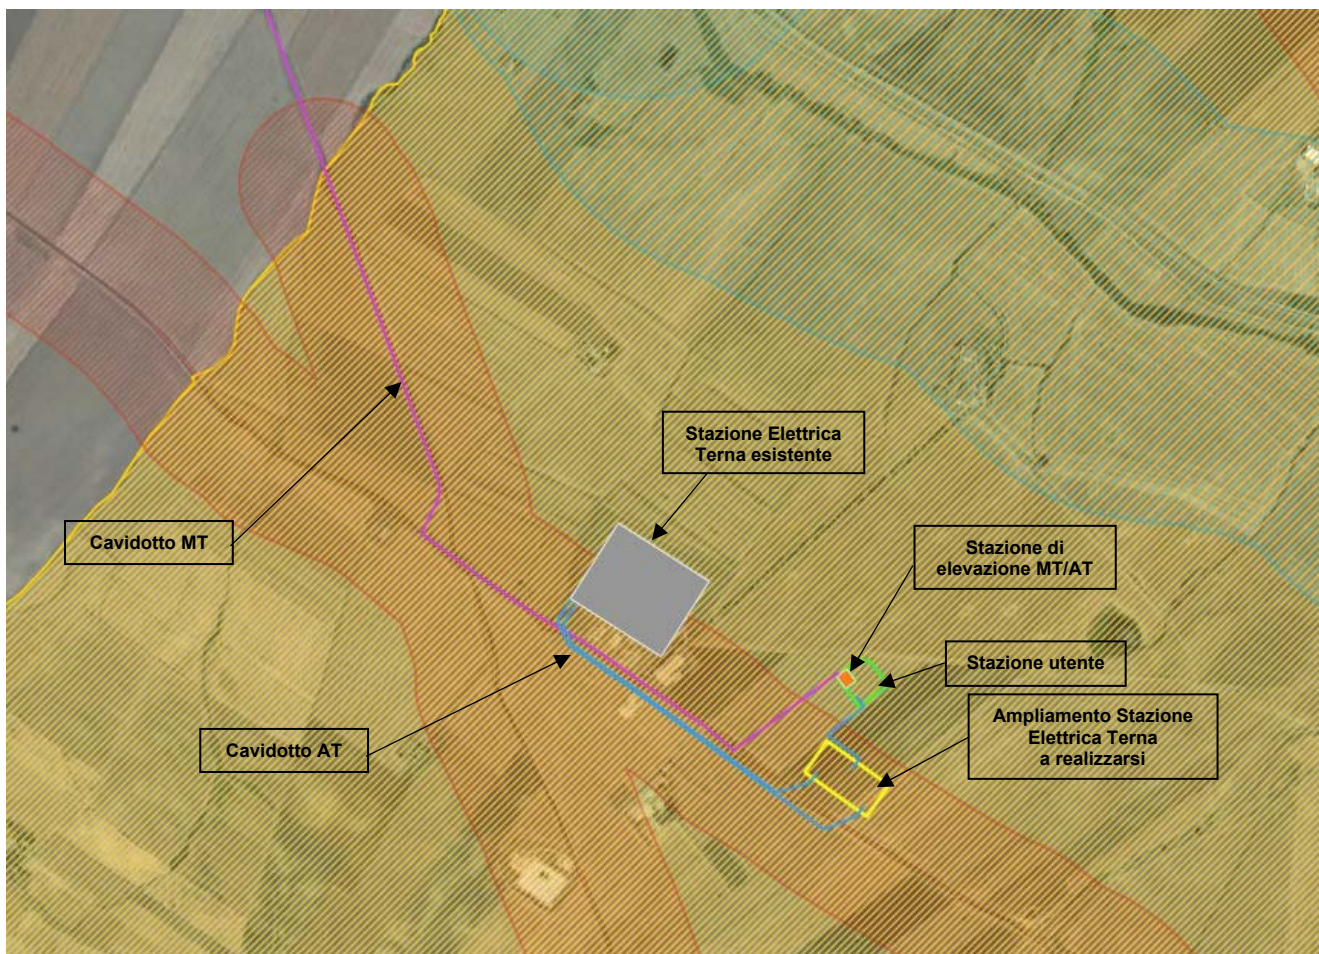 Stazione Elettrica
Terna esistente
Cavidotto MT
Stazione di
elevazione MT/AT
Stazione utente
Ampliamento Stazione
Elettrica Terna
a realizzarsi
Cavidotto AT